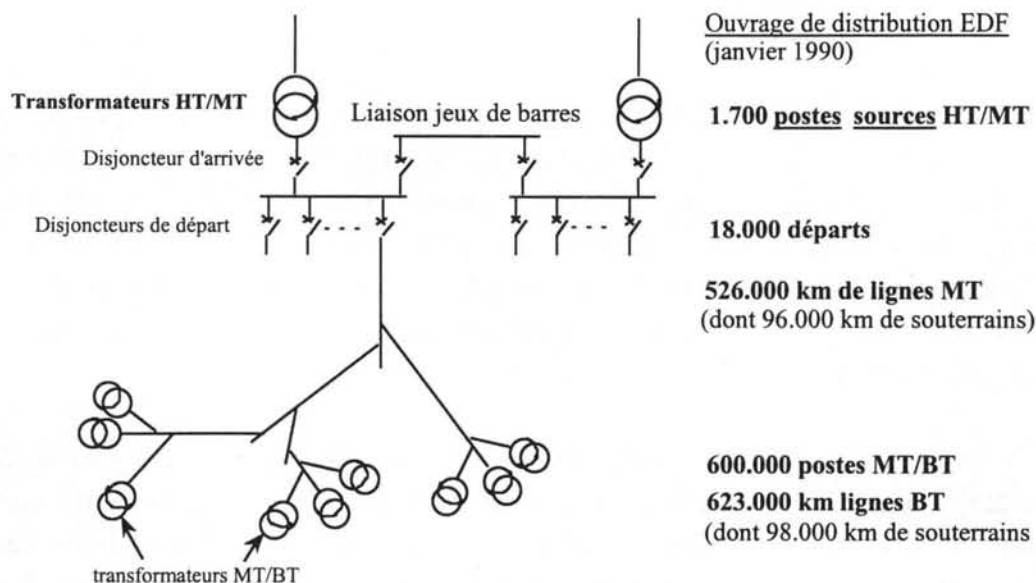 Ouvrage de distribution EDF
(janvier 1990)
Transformateurs HT/MT
Liaison jeux de barres
1.700 postes sources HT/MT
Disjoncteur d'arrivée
Disjoncteurs de départ
18.000 départs
526.000 km de lignes MT
(dont 96.000 km de souterrains)
600.000 postes MT/BT
623.000 km lignes BT
(dont 98.000 km de souterrains
transformateurs MT/BT